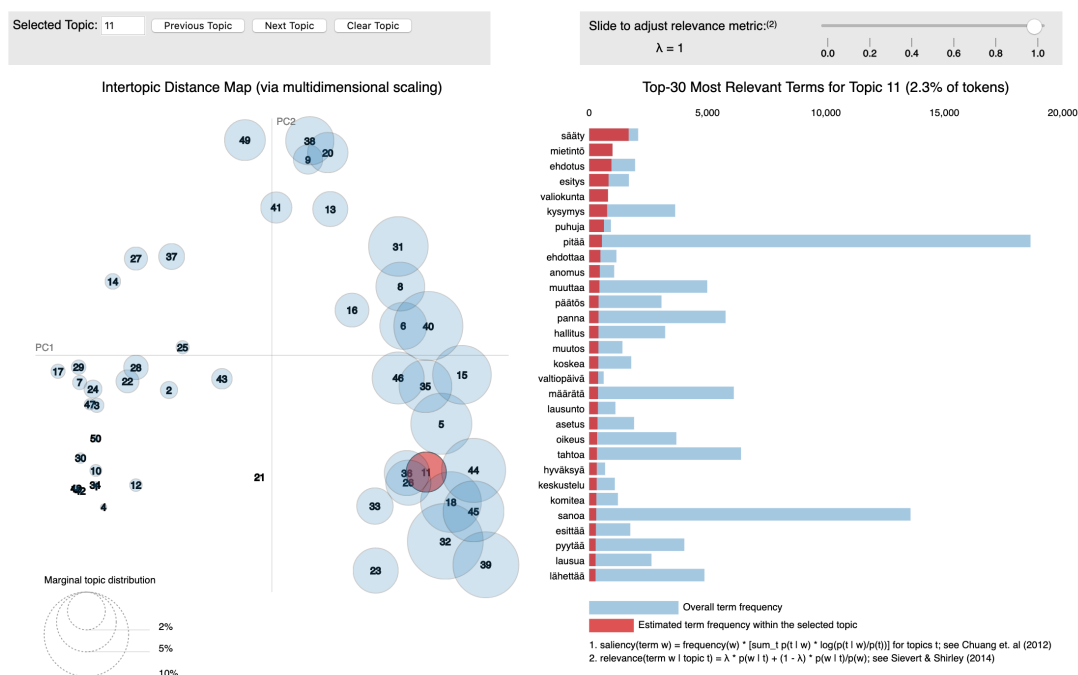 Selected Topic: 11 Previous Topic Next Topic Clear Topic
Slide to adjust relevance metric:(2)
λ = 1
0.0 0.2 0.4 0.6 0.8 1.0
Intertopic Distance Map (via multidimensional scaling)
PC2
PC1
49
38
20
9
41
13
31
27
37
14
8
16
6
40
25
17
29
28
7
22
24
2
43
46
35
15
3
5
50
30
10
21
11
44
12
4
18
33
45
32
23
39
Marginal topic distribution
2%
5%
10%
Top-30 Most Relevant Terms for Topic 11 (2.3% of tokens)
0 5,000 10,000 15,000 20,000
sääty
mietintö
ehdotus
esitys
valiokunta
kysymys
puhuja
pitää
ehdottaa
anomus
muuttaa
päätös
panna
hallitus
muutos
koskea
valtiopäivä
määrätä
lausunto
asetus
oikeus
tahtoa
hyväksyä
keskustelu
komitea
sanoa
esittää
pyytää
lausua
lähettää
Overall term frequency
Estimated term frequency within the selected topic
1. saliency(term w) = frequency(w) * [sum_t p(t | w) * log(p(t | w)/p(t))] for topics t; see Chuang et. al (2012)
2. relevance(term w | topic t) = λ * p(w | t) + (1 - λ) * p(w | t)/p(w); see Sievert & Shirley (2014)